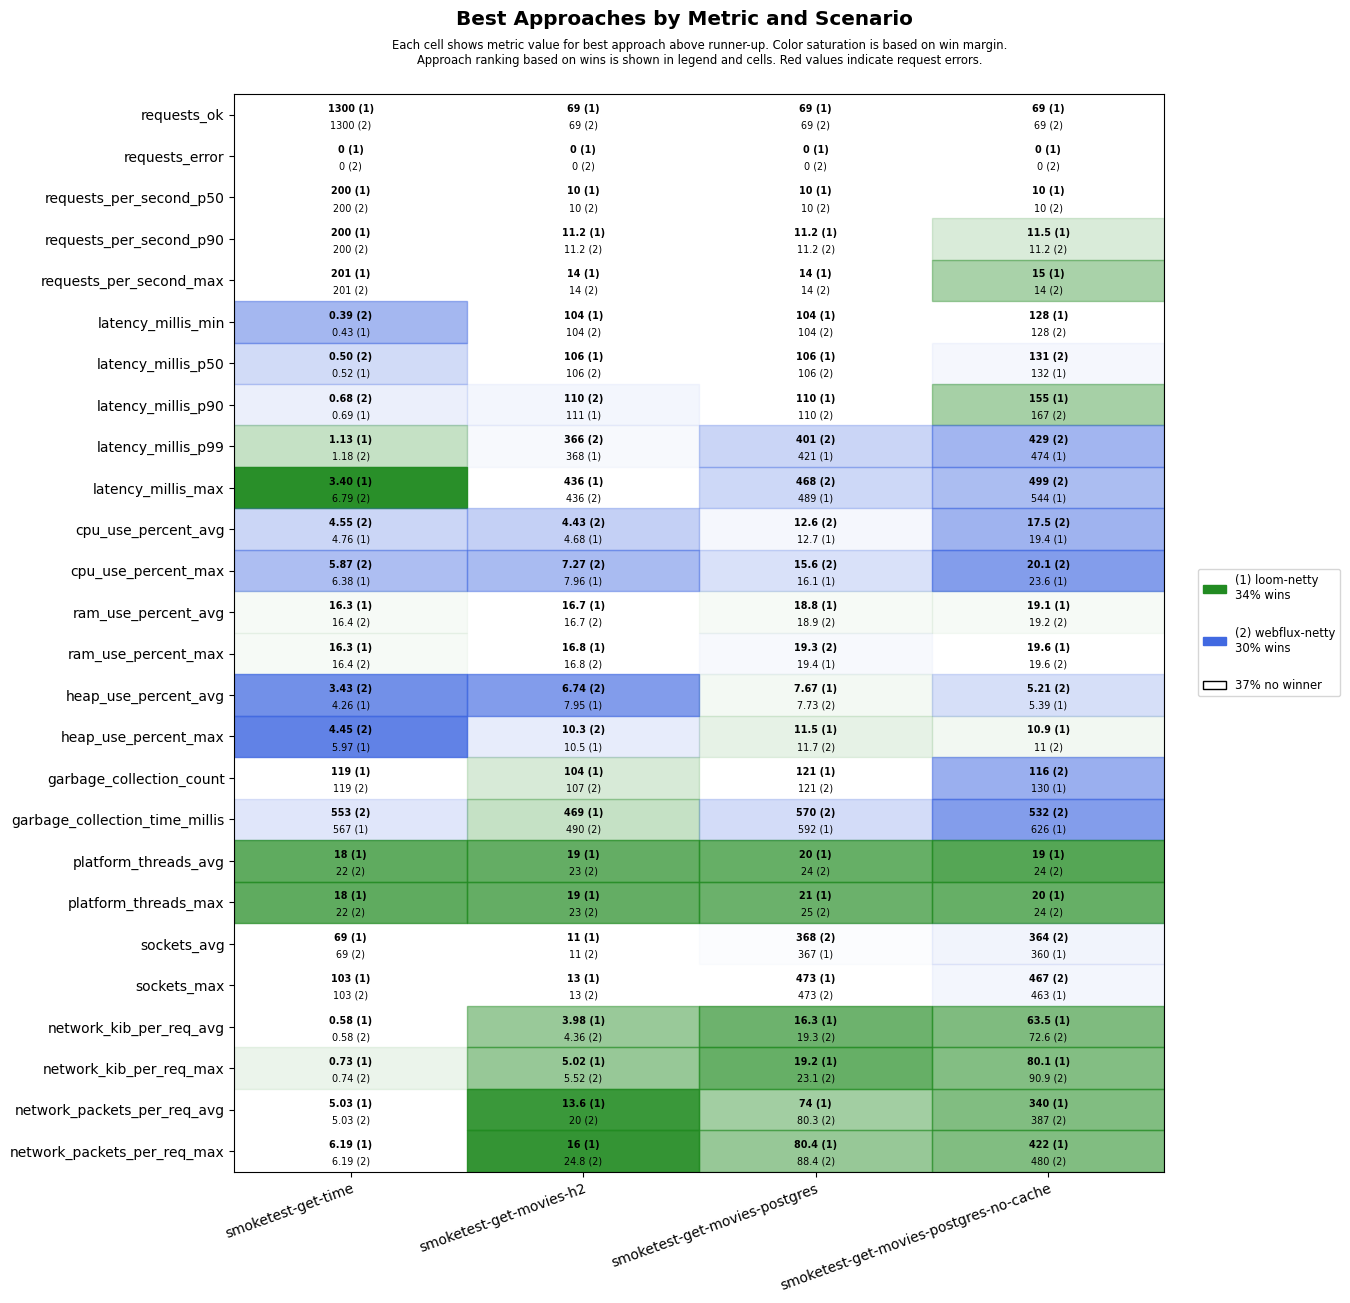 Best Approaches by Metric and Scenario
Each cell shows metric value for best approach above runner-up. Color saturation is based on win margin.
Approach ranking based on wins is shown in legend and cells. Red values indicate request errors.
requests_ok
1300 (1) 69 (1) 69 (1) 69 (1)
1300 (2) 69 (2) 69 (2) 69 (2)
requests_error
0 (1) 0 (1) 0 (1) 0 (1)
0 (2) 0 (2) 0 (2) 0 (2)
requests_per_second_p50
200 (1) 10 (1) 10 (1) 10 (1)
200 (2) 10 (2) 10 (2) 10 (2)
requests_per_second_p90
200 (1) 11.2 (1) 11.2 (1) 11.5 (1)
200 (2) 11.2 (2) 11.2 (2) 11.2 (2)
requests_per_second_max
201 (1) 14 (1) 14 (1) 15 (1)
201 (2) 14 (2) 14 (2) 14 (2)
latency_millis_min
0.39 (2) 104 (1) 104 (1) 128 (1)
0.43 (1) 104 (2) 104 (2) 128 (2)
latency_millis_p50
0.50 (2) 106 (1) 106 (1) 131 (2)
0.52 (1) 106 (2) 106 (2) 132 (1)
latency_millis_p90
0.68 (2) 110 (2) 110 (1) 155 (1)
0.69 (1) 111 (1) 110 (2) 167 (2)
latency_millis_p99
1.13 (1) 366 (2) 401 (2) 429 (2)
1.18 (2) 368 (1) 421 (1) 474 (1)
latency_millis_max
3.40 (1) 436 (1) 468 (2) 499 (2)
6.79 (2) 436 (2) 489 (1) 544 (1)
cpu_use_percent_avg
4.55 (2) 4.43 (2) 12.6 (2) 17.5 (2)
4.76 (1) 4.68 (1) 12.7 (1) 19.4 (1)
cpu_use_percent_max
5.87 (2) 7.27 (2) 15.6 (2) 20.1 (2)
6.38 (1) 7.96 (1) 16.1 (1) 23.6 (1)
ram_use_percent_avg
16.3 (1) 16.7 (1) 18.8 (1) 19.1 (1)
16.4 (2) 16.7 (2) 18.9 (2) 19.2 (2)
ram_use_percent_max
16.3 (1) 16.8 (1) 19.3 (2) 19.6 (1)
16.4 (2) 16.8 (2) 19.4 (1) 19.6 (2)
heap_use_percent_avg
3.43 (2) 6.74 (2) 7.67 (1) 5.21 (2)
4.26 (1) 7.95 (1) 7.73 (2) 5.39 (1)
heap_use_percent_max
4.45 (2) 10.3 (2) 11.5 (1) 10.9 (1)
5.97 (1) 10.5 (1) 11.7 (2) 11 (2)
garbage_collection_count
119 (1) 104 (1) 121 (1) 116 (2)
119 (2) 107 (2) 121 (2) 130 (1)
garbage_collection_time_millis
553 (2) 469 (1) 570 (2) 532 (2)
567 (1) 490 (2) 592 (1) 626 (1)
platform_threads_avg
18 (1) 19 (1) 20 (1) 19 (1)
22 (2) 23 (2) 24 (2) 24 (2)
platform_threads_max
18 (1) 19 (1) 21 (1) 20 (1)
22 (2) 23 (2) 25 (2) 24 (2)
sockets_avg
69 (1) 11 (1) 368 (2) 364 (2)
69 (2) 11 (2) 367 (1) 360 (1)
sockets_max
103 (1) 13 (1) 473 (1) 467 (2)
103 (2) 13 (2) 473 (2) 463 (1)
network_kib_per_req_avg
0.58 (1) 3.98 (1) 16.3 (1) 63.5 (1)
0.58 (2) 4.36 (2) 19.3 (2) 72.6 (2)
network_kib_per_req_max
0.73 (1) 5.02 (1) 19.2 (1) 80.1 (1)
0.74 (2) 5.52 (2) 23.1 (2) 90.9 (2)
network_packets_per_req_avg
5.03 (1) 13.6 (1) 74 (1) 340 (1)
5.03 (2) 20 (2) 80.3 (2) 387 (2)
network_packets_per_req_max
6.19 (1) 16 (1) 80.4 (1) 422 (1)
6.19 (2) 24.8 (2) 88.4 (2) 480 (2)
smoketest-get-time
smoketest-get-movies-h2
smoketest-get-movies-postgres
smoketest-get-movies-postgres-no-cache
(1) loom-netty
34% wins
(2) webflux-netty
30% wins
37% no winner